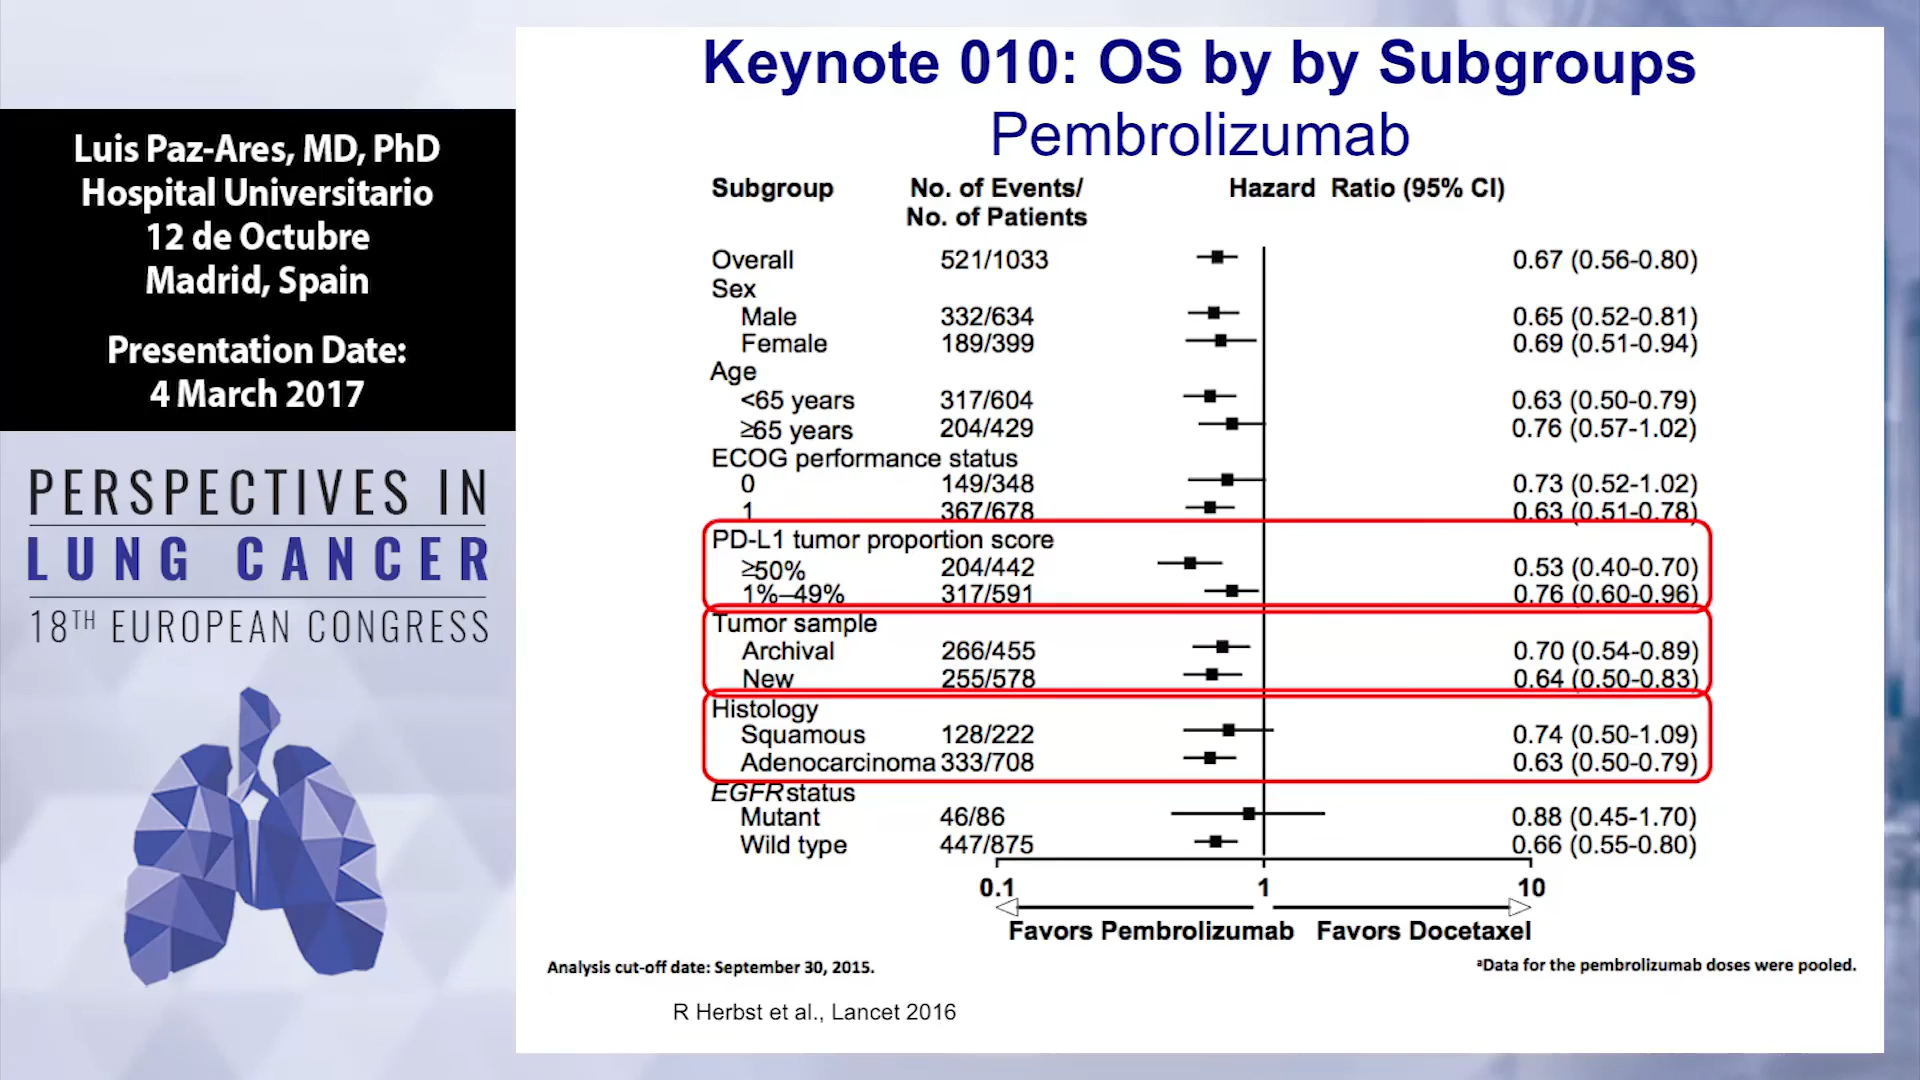 Luis Paz-Ares, MD, PhD
Hospital Universitario
12 de Octubre
Madrid, Spain
Presentation Date:
4 March 2017
PERSPECTIVES IN
LUNG CANCER
18TH EUROPEAN CONGRESS
Keynote 010: OS by by Subgroups
Pembrolizumab
Subgroup No. of Events/ Hazard Ratio (95% CI)
No. of Patients
Overall 521/1033 0.67 (0.56-0.80)
Sex
Male 332/634 0.65 (0.52-0.81)
Female 189/399 0.69 (0.51-0.94)
Age
<65 years 317/604 0.63 (0.50-0.79)
≥65 years 204/429 0.76 (0.57-1.02)
ECOG performance status
0 149/348 0.73 (0.52-1.02)
1 367/678 0.63 (0.51-0.78)
PD-L1 tumor proportion score
≥50% 204/442 0.53 (0.40-0.70)
1%–49% 317/591 0.76 (0.60-0.96)
Tumor sample
Archival 266/455 0.70 (0.54-0.89)
New 255/578 0.64 (0.50-0.83)
Histology
Squamous 128/222 0.74 (0.50-1.09)
Adenocarcinoma 333/708 0.63 (0.50-0.79)
EGFR status
Mutant 46/86 0.88 (0.45-1.70)
Wild type 447/875 0.66 (0.55-0.80)
0.1 1 10
Favors Pembrolizumab Favors Docetaxel
Analysis cut-off date: September 30, 2015. ªData for the pembrolizumab doses were pooled.
R Herbst et al., Lancet 2016